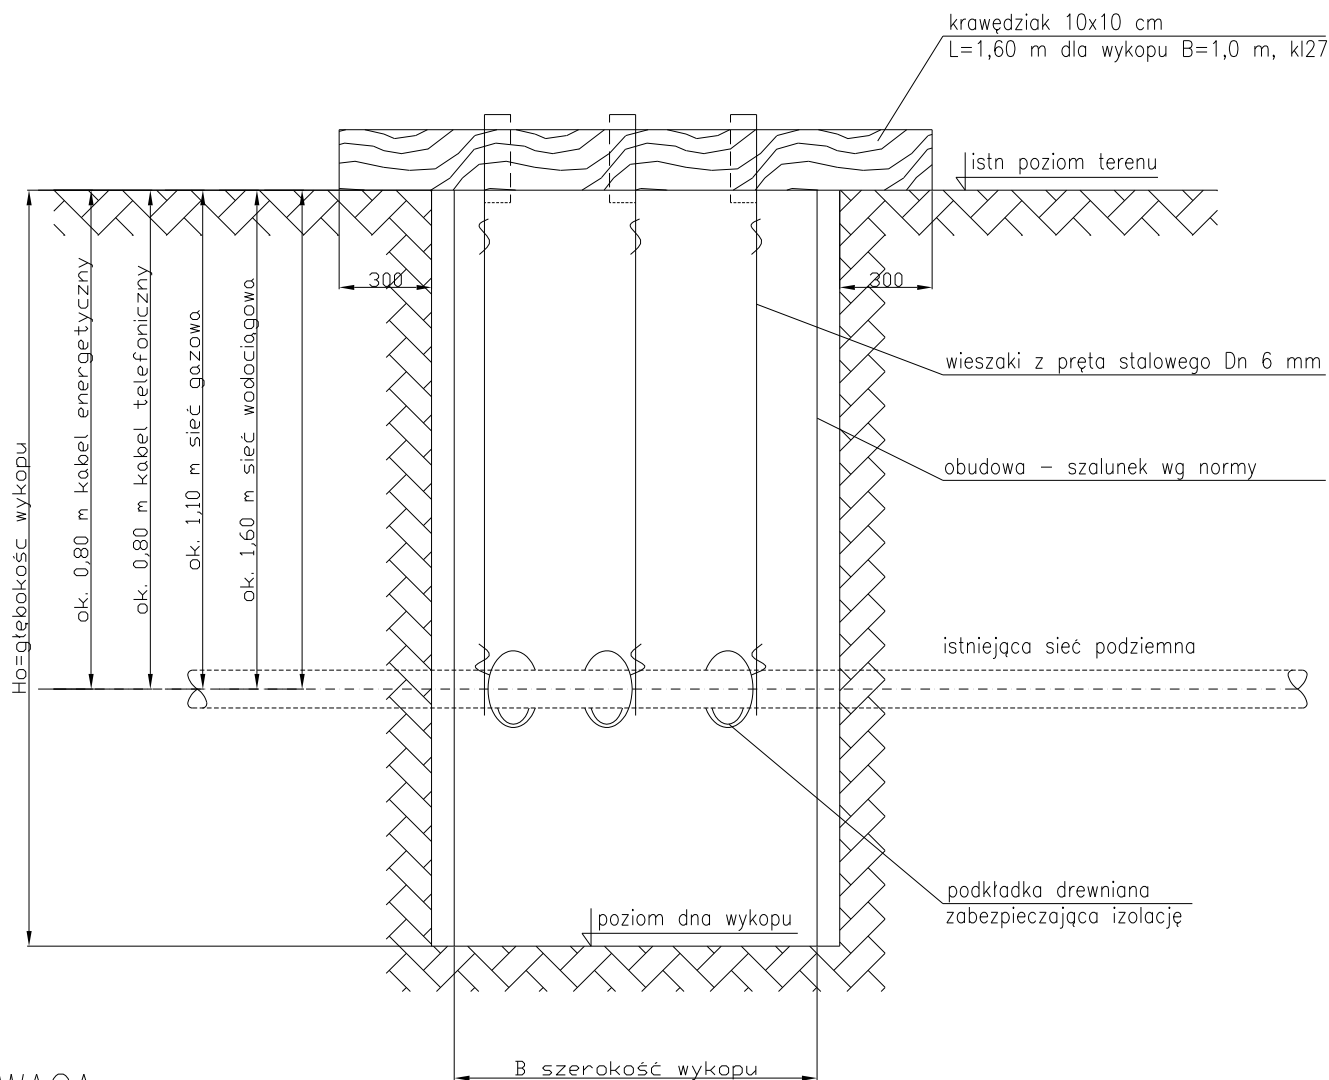 krawędziak 10x10 cm
L=1,60 m dla wykopu B=1,0 m, kl27
istn poziom terenu
300
300
wieszaki z pręta stalowego Dn 6 mm
obudowa – szalunek wg normy
Ho=głębokośc wykopu
ok. 0,80 m kabel energetyczny
ok. 0,80 m kabel telefoniczny
ok. 1,10 m sieć gazowa
ok. 1,60 m sieć wodociągowa
istniejąca sieć podziemna
podkładka drewniana
zabezpieczająca izolację
poziom dna wykopu
B szerokość wykopu